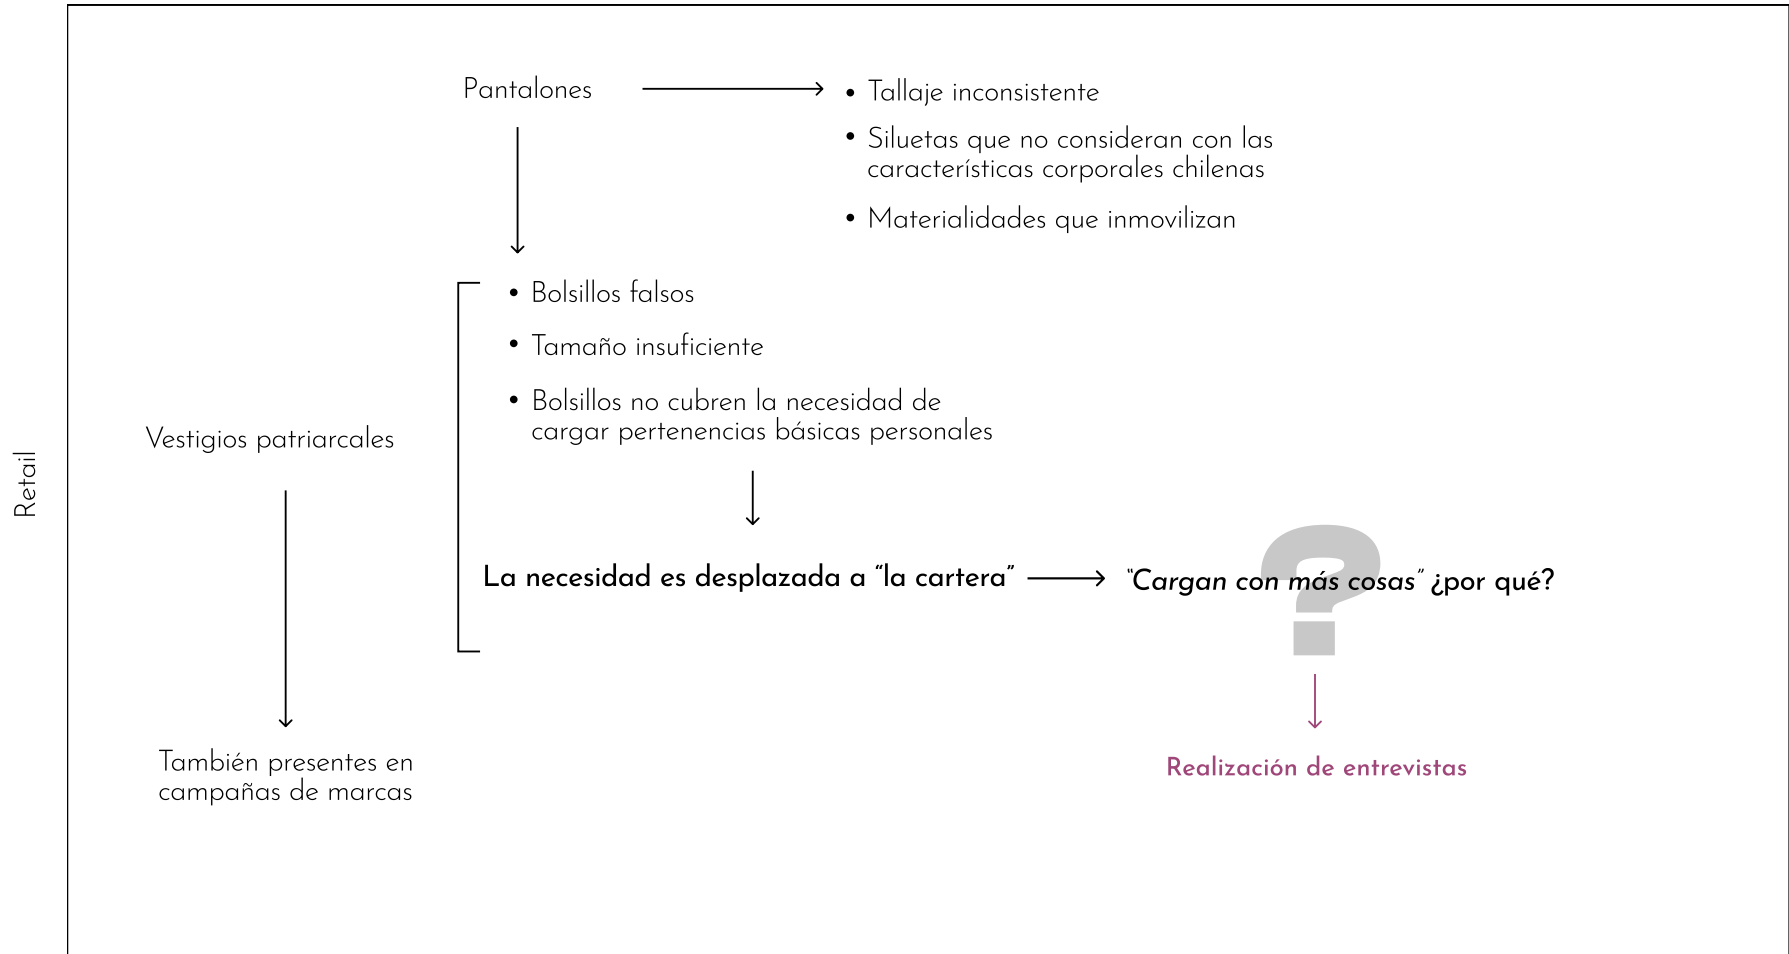 Retail
Pantalones
• Tallaje inconsistente
• Siluetas que no consideran con las
características corporales chilenas
• Materialidades que inmovilizan
• Bolsillos falsos
• Tamaño insuficiente
• Bolsillos no cubren la necesidad de
cargar pertenencias básicas personales
Vestigios patriarcales
La necesidad es desplazada a “la cartera”
“Cargan con más cosas” ¿por qué?
?
También presentes en
campañas de marcas
Realización de entrevistas